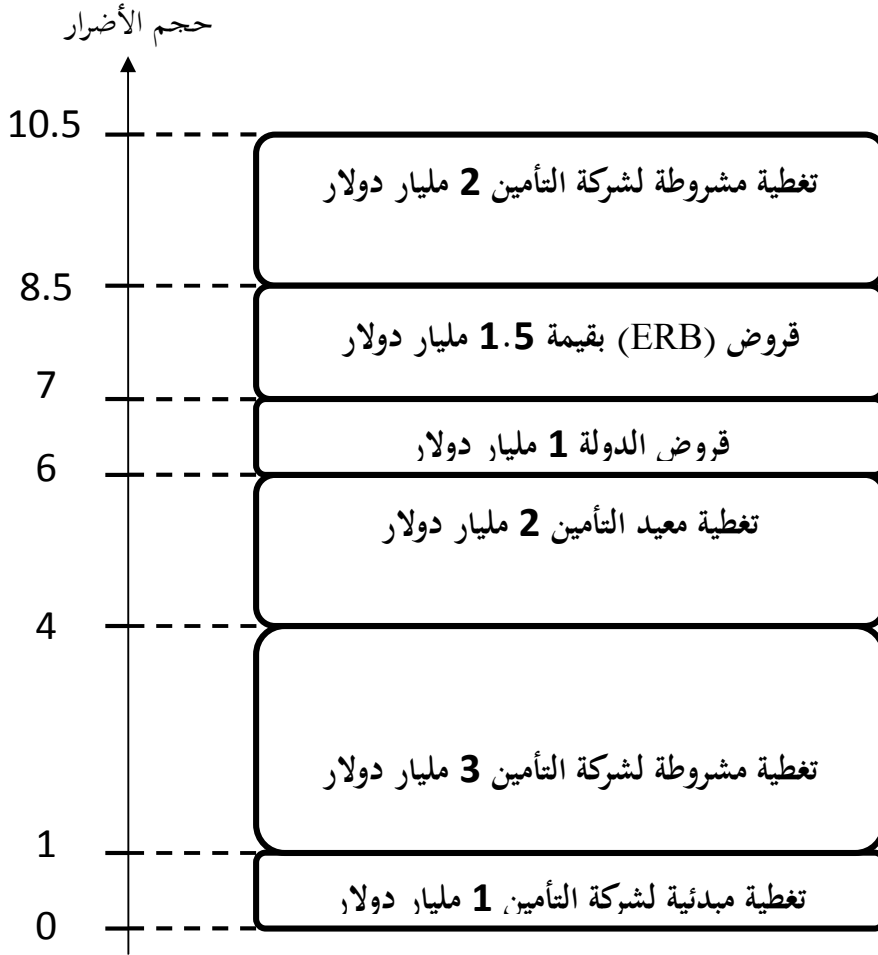 حجم الأضرار
10.5
تغطية مشروطة لشركة التأمين 2 مليار دولار
8.5
قروض (ERB) بقيمة 1.5 مليار دولار
7
قروض الدولة 1 مليار دولار
6
تغطية معيد التأمين 2 مليار دولار
4
تغطية مشروطة لشركة التأمين 3 مليار دولار
1
تغطية مبدئية لشركة التأمين 1 مليار دولار
0